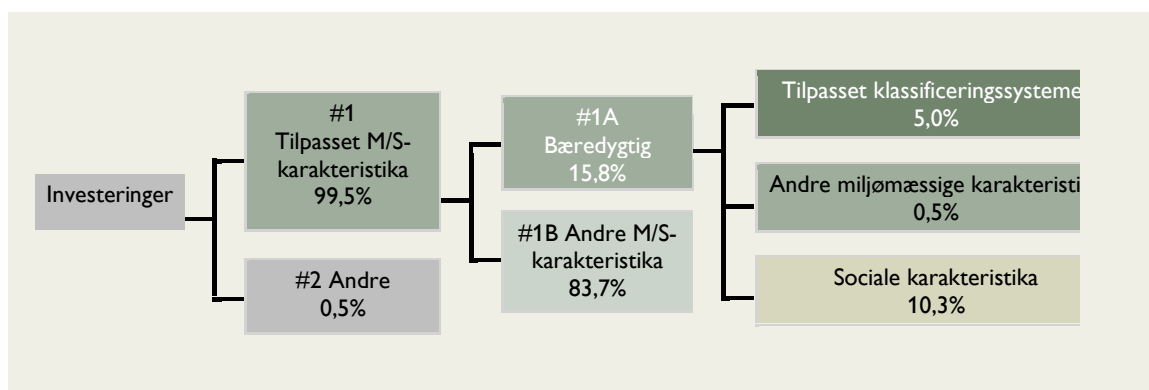 Investeringer
#1
Tilpasset M/S-
karakteristika
99,5%
#2 Andre
0,5%
#1A
Bæredygtig
15,8%
#1B Andre M/S-
karakteristika
83,7%
Tilpasset klassificeringssysteme
5,0%
Andre miljømæssige karakteristi
0,5%
Sociale karakteristika
10,3%